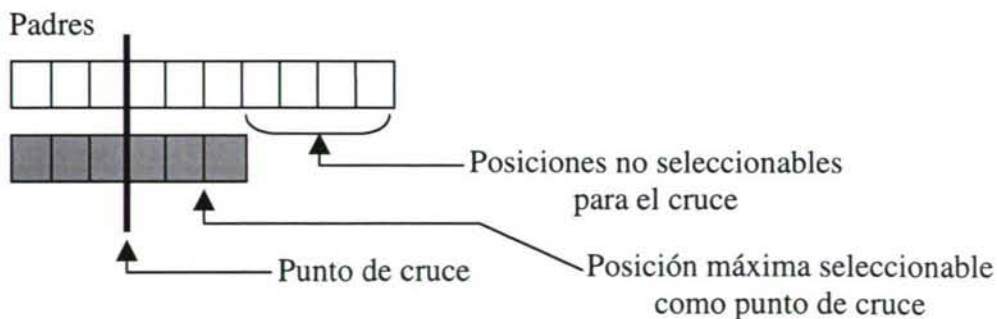 Padres
Posiciones no seleccionables
para el cruce
Punto de cruce
Posición máxima seleccionable
como punto de cruce